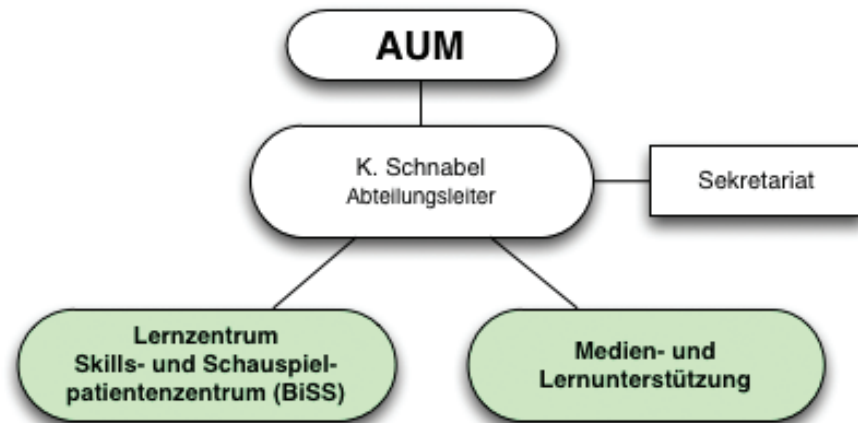 AUM
K. Schnabel
Abteilungsleiter
Sekretariat
Lernzentrum
Skills- und Schauspiel-
patientenzentrum (BiSS)
Medien- und
Lernunterstützung